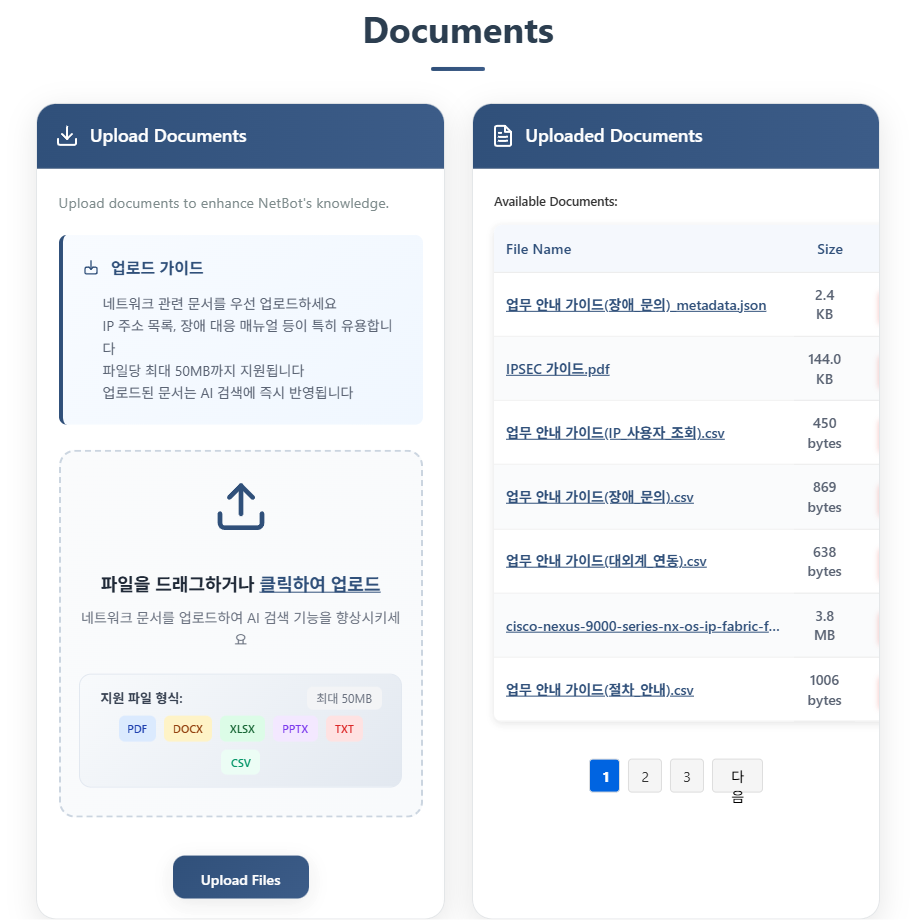 Documents
Upload Documents
Upload documents to enhance NetBot's knowledge.
업로드 가이드
네트워크 관련 문서를 우선 업로드하세요
IP 주소 목록, 장애 대응 매뉴얼 등이 특히 유용합니
다
파일당 최대 50MB까지 지원됩니다
업로드된 문서는 AI 검색에 즉시 반영됩니다
파일을 드래그하거나 클릭하여 업로드
네트워크 문서를 업로드하여 AI 검색 기능을 향상시키세
요
지원 파일 형식: 최대 50MB
PDF DOCX XLSX PPTX TXT
CSV
Upload Files
Uploaded Documents
Available Documents:
File Name Size
업무 안내 가이드(장애_문의)_metadata.json 2.4
KB
IPSEC 가이드.pdf 144.0
KB
업무 안내 가이드(IP_사용자_조회).csv 450
bytes
업무 안내 가이드(장애_문의).csv 869
bytes
업무 안내 가이드(대외계_연동).csv 638
bytes
cisco-nexus-9000-series-nx-os-ip-fabric-f... 3.8
MB
업무 안내 가이드(절차_안내).csv 1006
bytes
1 2 3 다
음